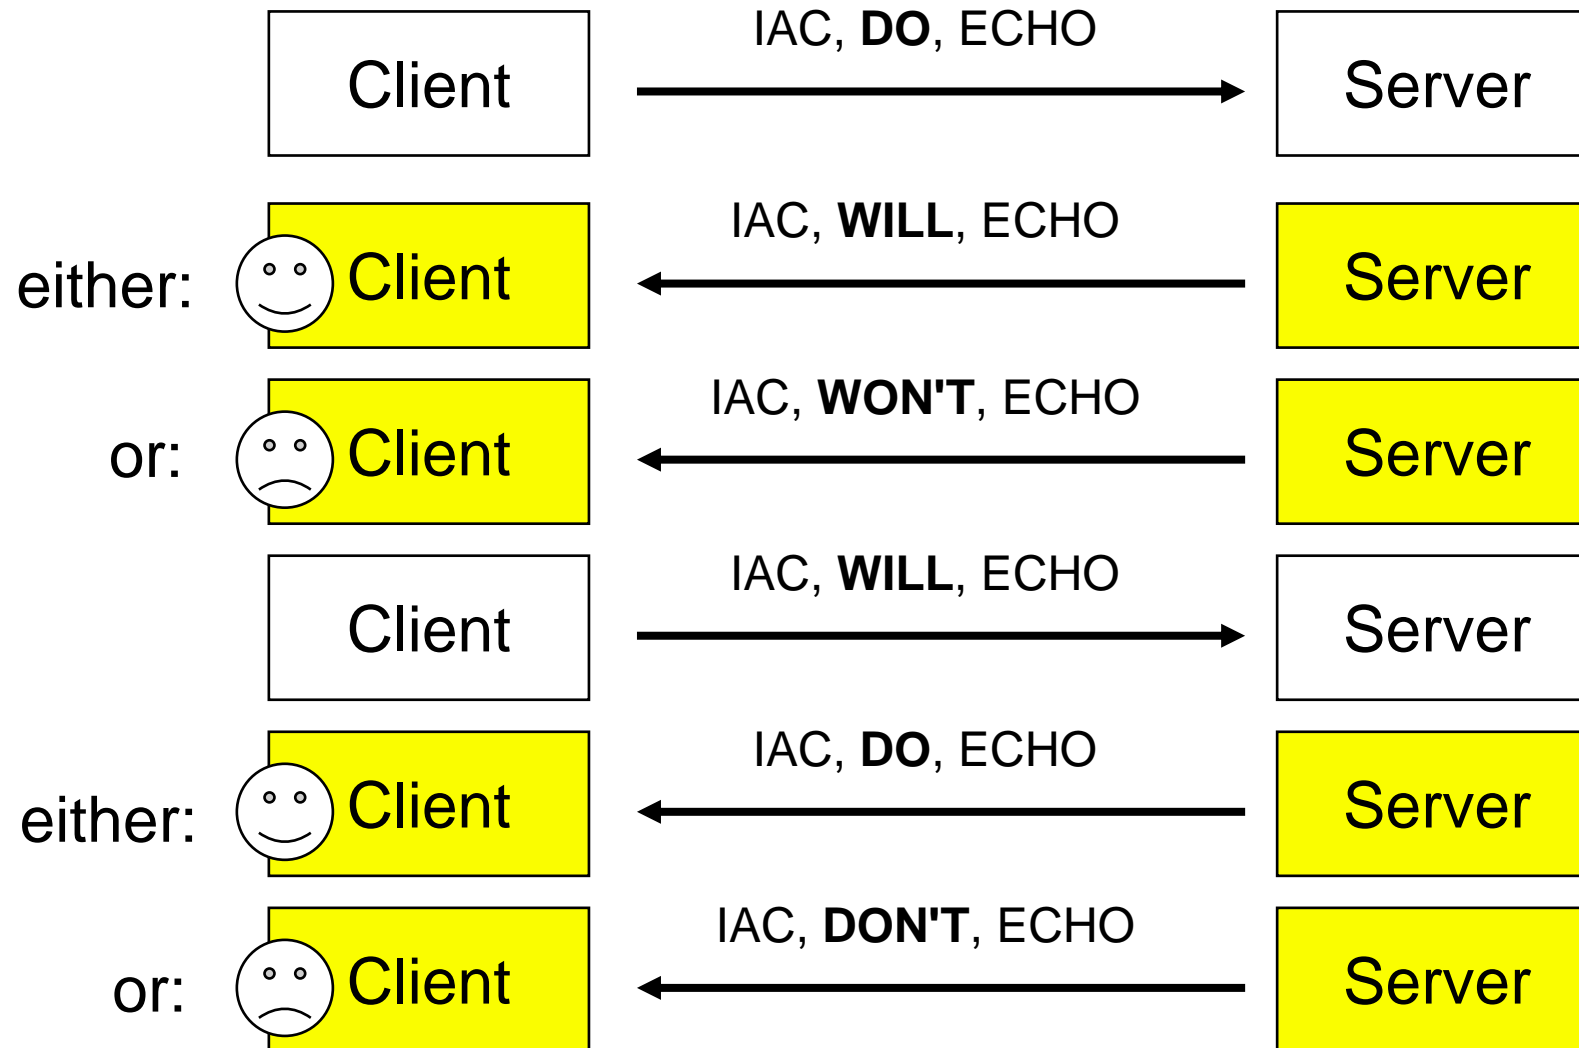 IAC, DO, ECHO
Client Server
IAC, WILL, ECHO
either: Client Server
IAC, WON'T, ECHO
or: Client Server
IAC, WILL, ECHO
Client Server
IAC, DO, ECHO
either: Client Server
IAC, DON'T, ECHO
or: Client Server